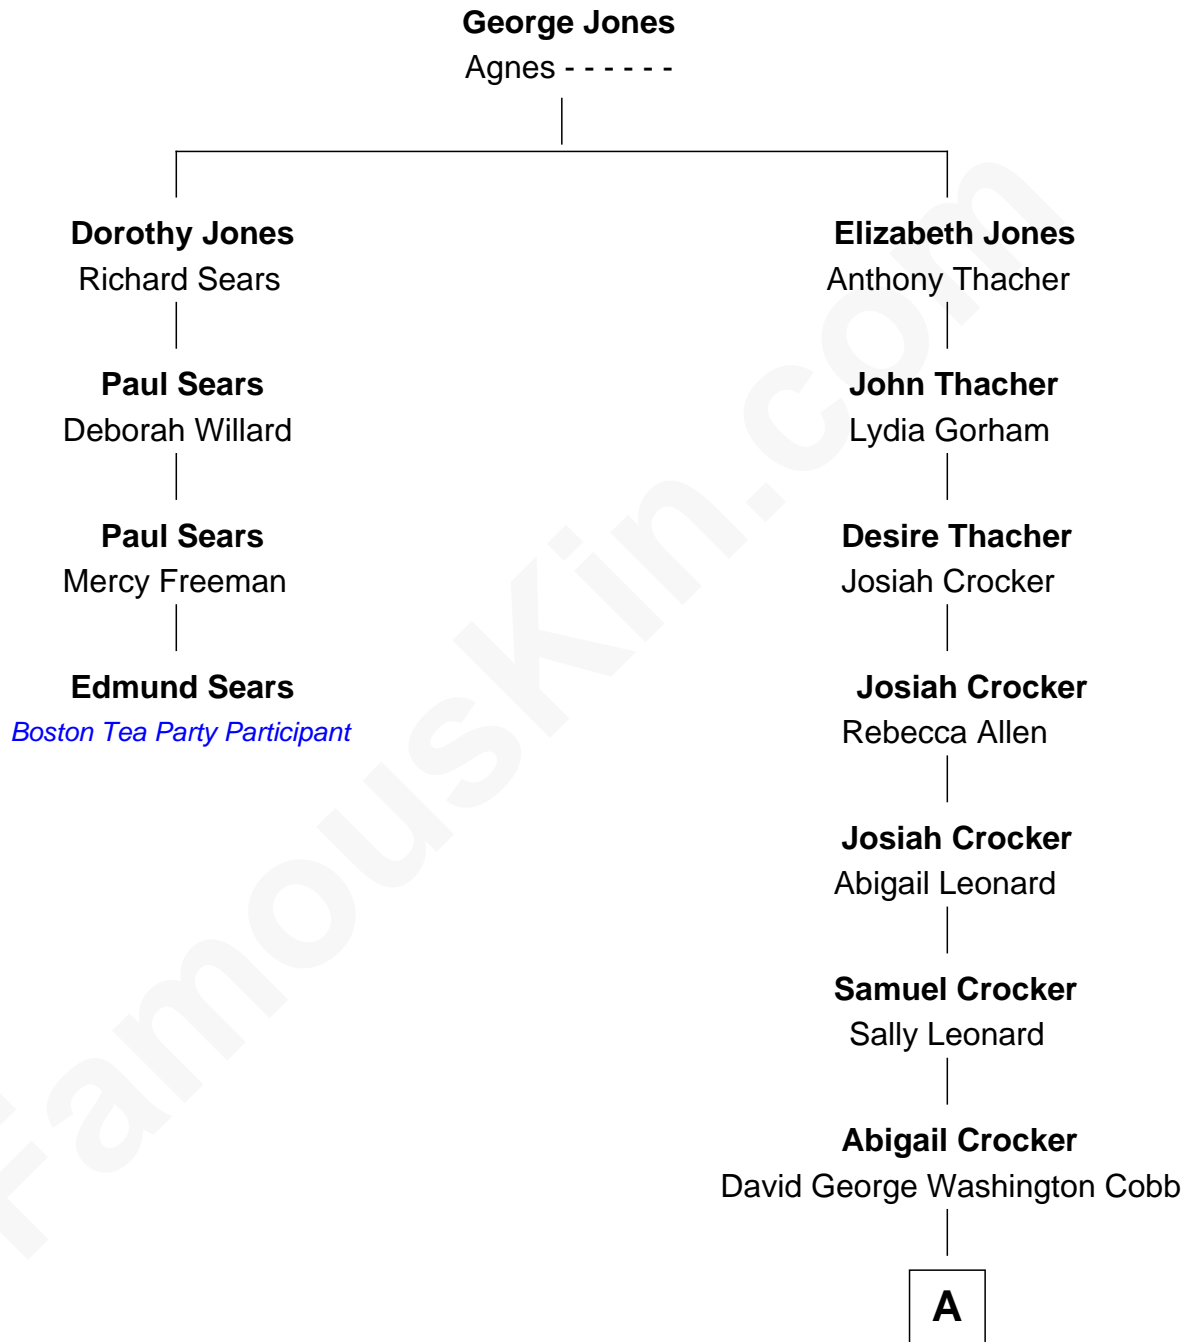 George Jones
Agnes - - - - - -
Dorothy Jones
Richard Sears
Elizabeth Jones
Anthony Thacher
Paul Sears
Deborah Willard
John Thacher
Lydia Gorham
Paul Sears
Mercy Freeman
Desire Thacher
Josiah Crocker
Edmund Sears
Boston Tea Party Participant
Josiah Crocker
Rebecca Allen
Josiah Crocker
Abigail Leonard
Samuel Crocker
Sally Leonard
Abigail Crocker
David George Washington Cobb
A
FamousKin.com